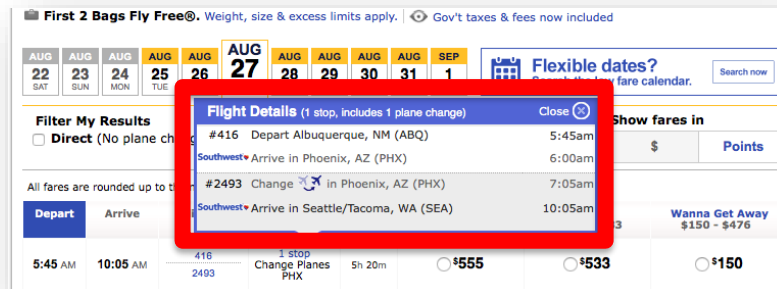 First 2 Bags Fly Free®. Weight, size & excess limits apply. Gov't taxes & fees now included
AUG 22 SAT
AUG 23 SUN
AUG 24 MON
AUG 25 TUE
AUG 26
AUG 27
AUG 28
AUG 29
AUG 30
AUG 31
SEP 1
Flexible dates?
Search the low fare calendar.
Search now
Filter My Results
Direct (No plane
Show fares in
$ Points
Flight Details (1 stop, includes 1 plane change) Close
#416 Depart Albuquerque, NM (ABQ) 5:45am
Southwest Arrive in Phoenix, AZ (PHX) 6:00am
#2493 Change in Phoenix, AZ (PHX) 7:05am
Southwest Arrive in Seattle/Tacoma, WA (SEA) 10:05am
All fares are rounded up to
Depart Arrive
Wanna Get Away
$150 - $476
5:45 AM 10:05 AM
416
2493
1 stop
Change Planes
PHX
5h 20m
$555 $533 $150